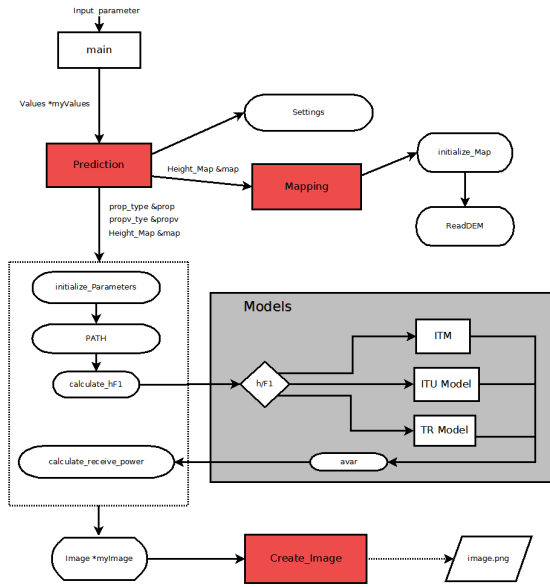 Input parameter
main
Values *myValues
Settings
Prediction
Height_Map &map
Mapping
initialize_Map
ReadDEM
prop_type &prop
propv_tye &propv
Height_Map &map
initialize_Parameters
PATH
calculate_hF1
Models
h/F1
ITM
ITU Model
TR Model
avar
calculate_receive_power
Image *myImage
Create_Image
image.png